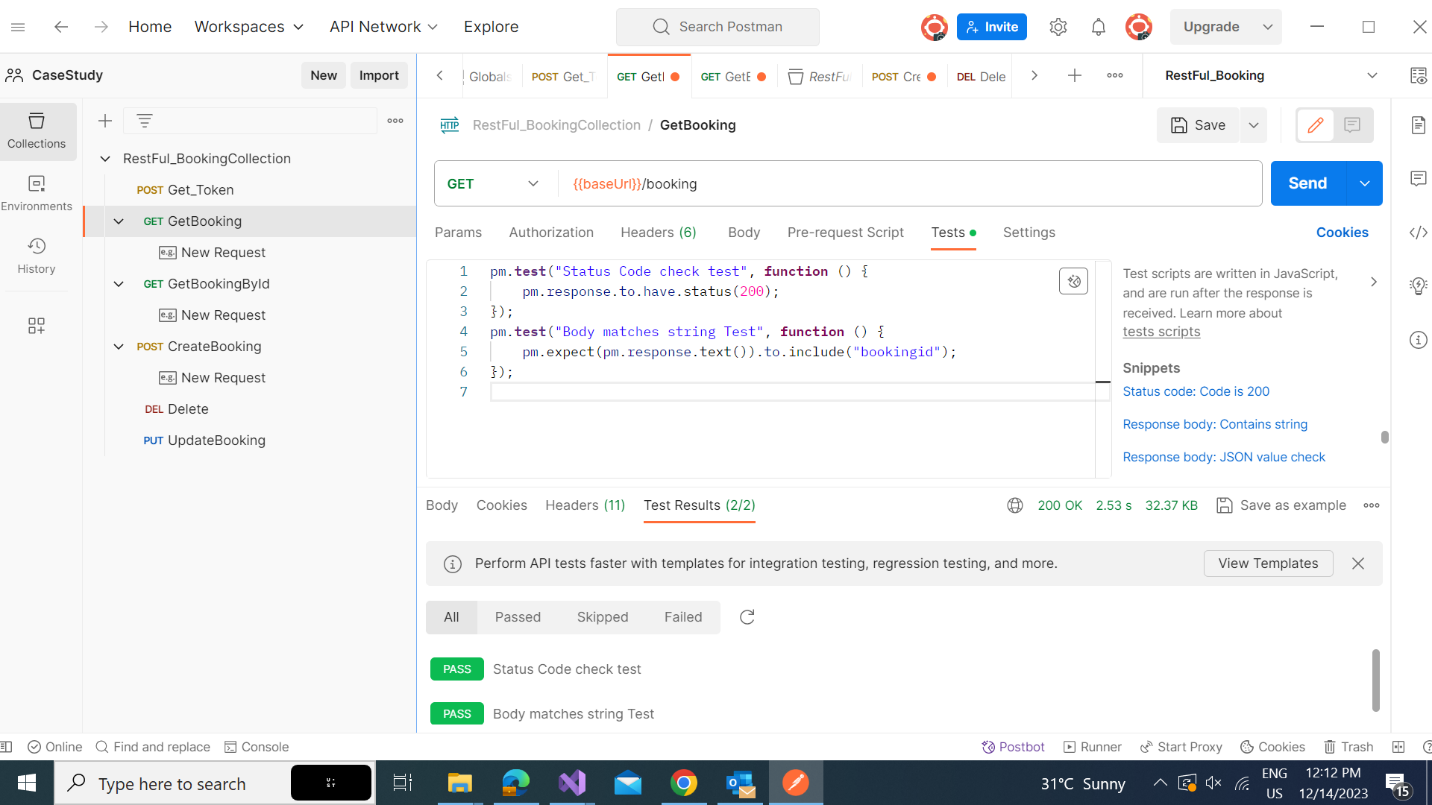 Home Workspaces API Network Explore Search Postman Invite Upgrade
CaseStudy New Import Globals POST Get_T GET GetB GET GetB RestFu POST Cre DEL Dele RestFul_Booking
Collections
Environments
History
RestFul_BookingCollection
POST Get_Token
GET GetBooking
e.g. New Request
GET GetBookingById
e.g. New Request
POST CreateBooking
e.g. New Request
DEL Delete
PUT UpdateBooking
HTTP RestFul_BookingCollection / GetBooking Save
GET {{baseUrl}}/booking Send
Params Authorization Headers (6) Body Pre-request Script Tests Settings Cookies
1 pm.test("Status Code check test", function () {
2 pm.response.to.have.status(200);
3 });
4 pm.test("Body matches string Test", function () {
5 pm.expect(pm.response.text()).to.include("bookingid");
6 });
7
Test scripts are written in JavaScript,
and are run after the response is
received. Learn more about
tests scripts
Snippets
Status code: Code is 200
Response body: Contains string
Response body: JSON value check
Body Cookies Headers (11) Test Results (2/2) 200 OK 2.53 s 32.37 KB Save as example
Perform API tests faster with templates for integration testing, regression testing, and more. View Templates
All Passed Skipped Failed
PASS Status Code check test
PASS Body matches string Test
Online Find and replace Console Postbot Runner Start Proxy Cookies Trash
Type here to search 31°C Sunny ENG
US 12:12 PM
12/14/2023 15